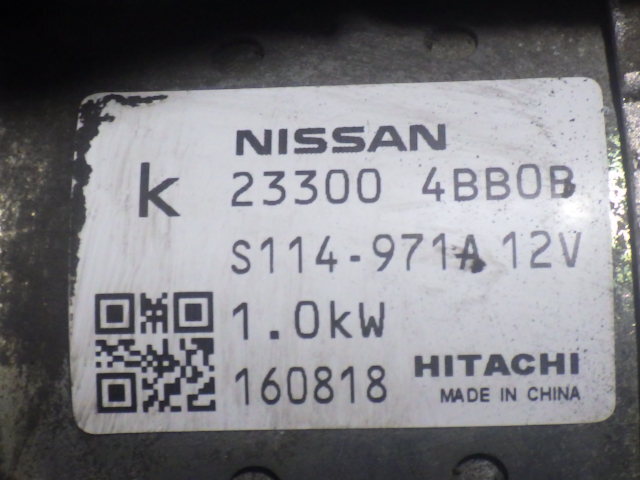 NISSAN
k 23300 4BB0B
S114-971A 12V
1.0kW
160818 HITACHI
MADE IN CHINA